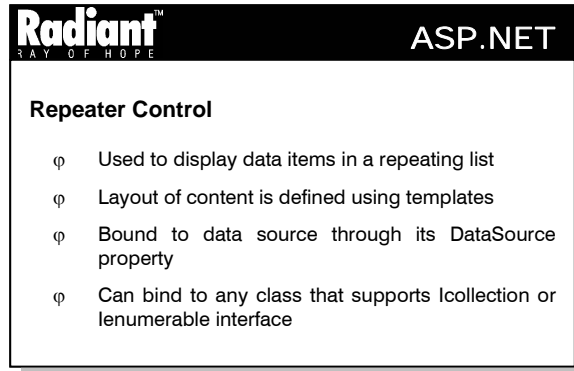 Radiant™
RAY OF HOPE
ASP.NET
Repeater Control
φ Used to display data items in a repeating list
φ Layout of content is defined using templates
φ Bound to data source through its DataSource
property
φ Can bind to any class that supports Icollection or
Ienumerable interface